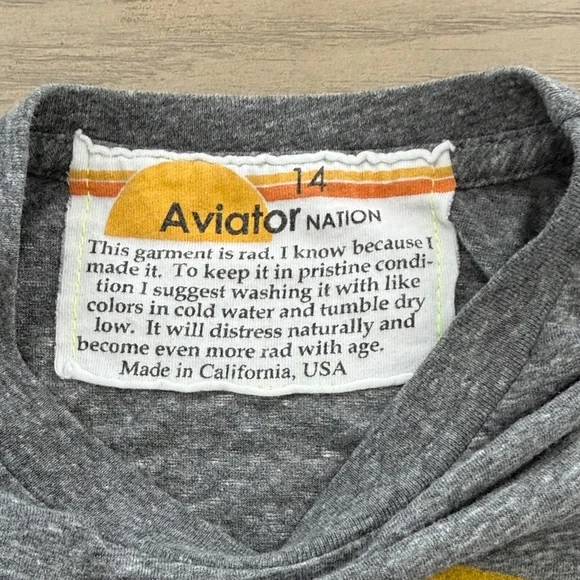 14
Aviator NATION
This garment is rad. I know because I
made it. To keep it in pristine condi-
tion I suggest washing it with like
colors in cold water and tumble dry
low. It will distress naturally and
become even more rad with age.
Made in California, USA